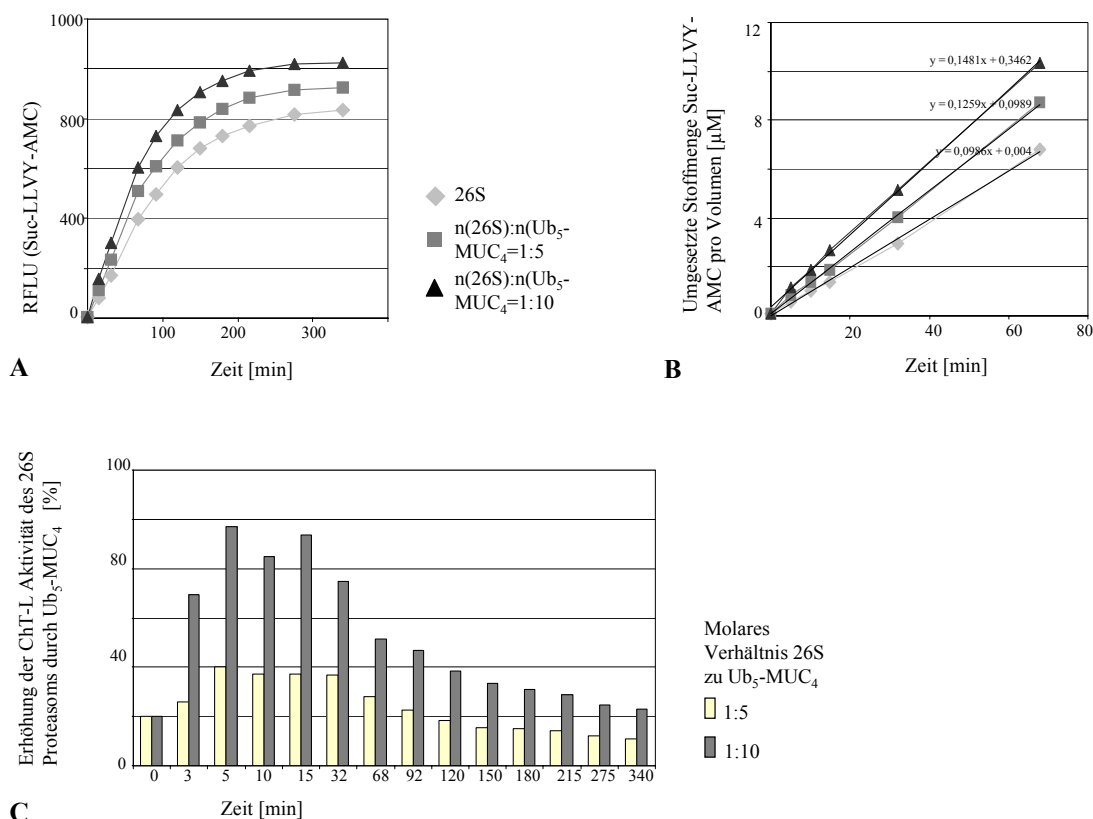 1000
800
400
0
RFLU (Suc-LLVY-AMC)
100
200
300
Zeit [min]
A
26S
n(26S):n(Ub₅-
MUC₄=1:5
n(26S):n(Ub₅-
MUC₄=1:10
12
8
4
0
Umgesetzte Stoffmenge Suc-LLVY-
AMC pro Volumen [µM]
y = 0,1481x + 0,3462
y = 0,1259x + 0,0989
y = 0,0986x + 0,004
20
40
60
80
Zeit [min]
B
100
80
40
0
Erhöhung der ChT-L Aktivität des 26S
Proteasoms durch Ub₅-MUC₄ [%]
0 3 5 10 15 32 68 92 120 150 180 215 275 340
Zeit [min]
C
Molares
Verhältnis 26S
zu Ub₅-MUC₄
1:5
1:10